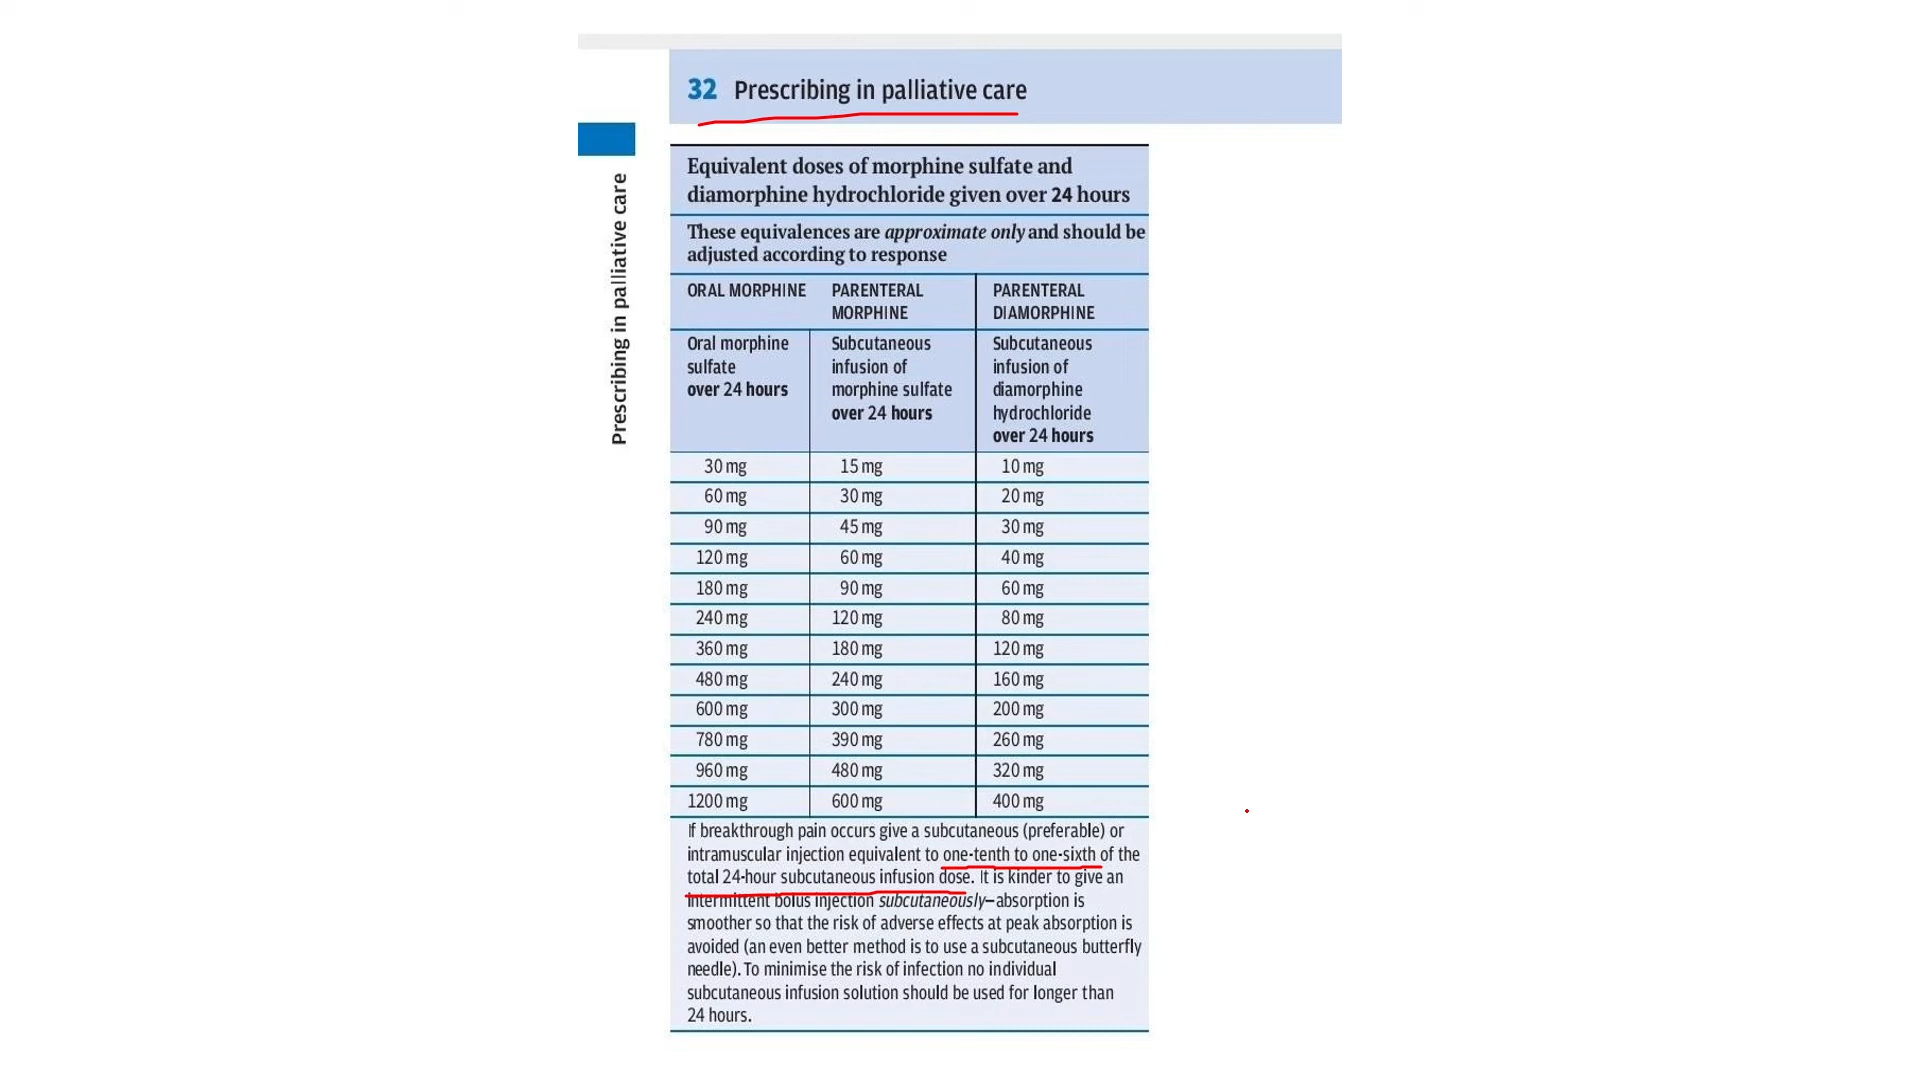 32 Prescribing in palliative care
Prescribing in palliative care
Equivalent doses of morphine sulfate and
diamorphine hydrochloride given over 24 hours
These equivalences are approximate only and should be
adjusted according to response
ORAL MORPHINE PARENTERAL MORPHINE PARENTERAL DIAMORPHINE
Oral morphine sulfate over 24 hours Subcutaneous infusion of morphine sulfate over 24 hours Subcutaneous infusion of diamorphine hydrochloride over 24 hours
30 mg 15 mg 10 mg
60 mg 30 mg 20 mg
90 mg 45 mg 30 mg
120 mg 60 mg 40 mg
180 mg 90 mg 60 mg
240 mg 120 mg 80 mg
360 mg 180 mg 120 mg
480 mg 240 mg 160 mg
600 mg 300 mg 200 mg
780 mg 390 mg 260 mg
960 mg 480 mg 320 mg
1200 mg 600 mg 400 mg
If breakthrough pain occurs give a subcutaneous (preferable) or
intramuscular injection equivalent to one-tenth to one-sixth of the
total 24-hour subcutaneous infusion dose. It is kinder to give an
intermittent bolus injection subcutaneously—absorption is
smoother so that the risk of adverse effects at peak absorption is
avoided (an even better method is to use a subcutaneous butterfly
needle). To minimise the risk of infection no individual
subcutaneous infusion solution should be used for longer than
24 hours.